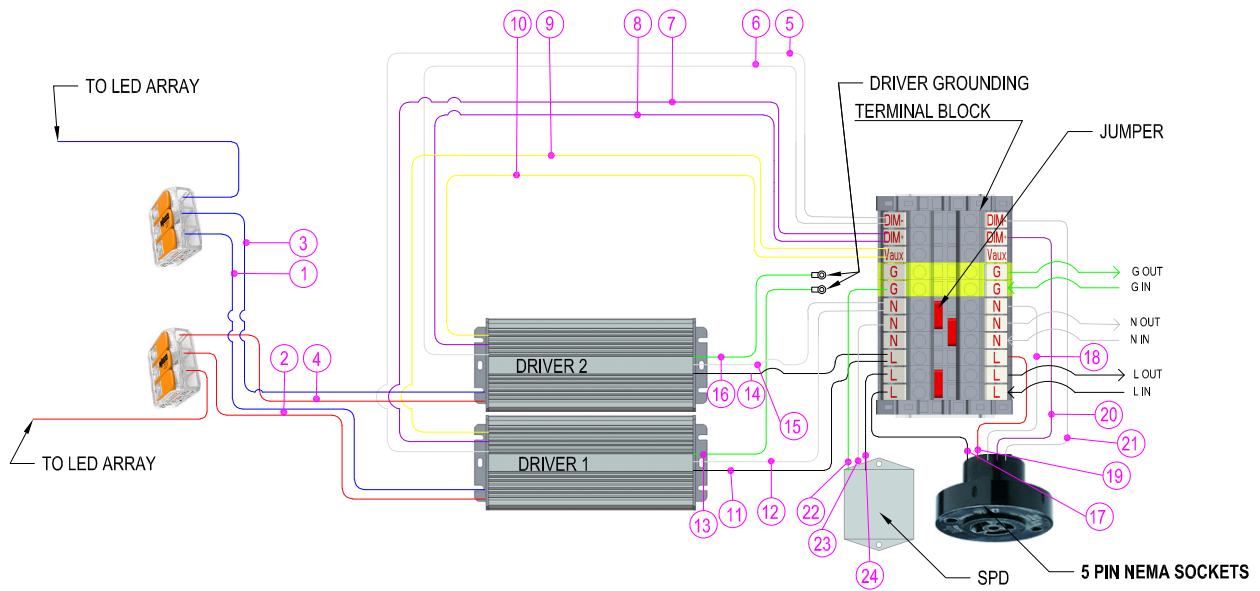 10
9
8
7
6
5
TO LED ARRAY
DRIVER GROUNDING
TERMINAL BLOCK
JUMPER
3
1
DIM-
DIM-
DIM+
DIM+
Vaux
Vaux
G
G
G OUT
G
G
G IN
N
N
N
N
N OUT
N
N
N IN
L
L
L
L
L OUT
L
L
L IN
2
4
DRIVER 2
16
14
15
18
20
21
19
17
TO LED ARRAY
DRIVER 1
13
11
12
22
23
24
SPD
5 PIN NEMA SOCKETS